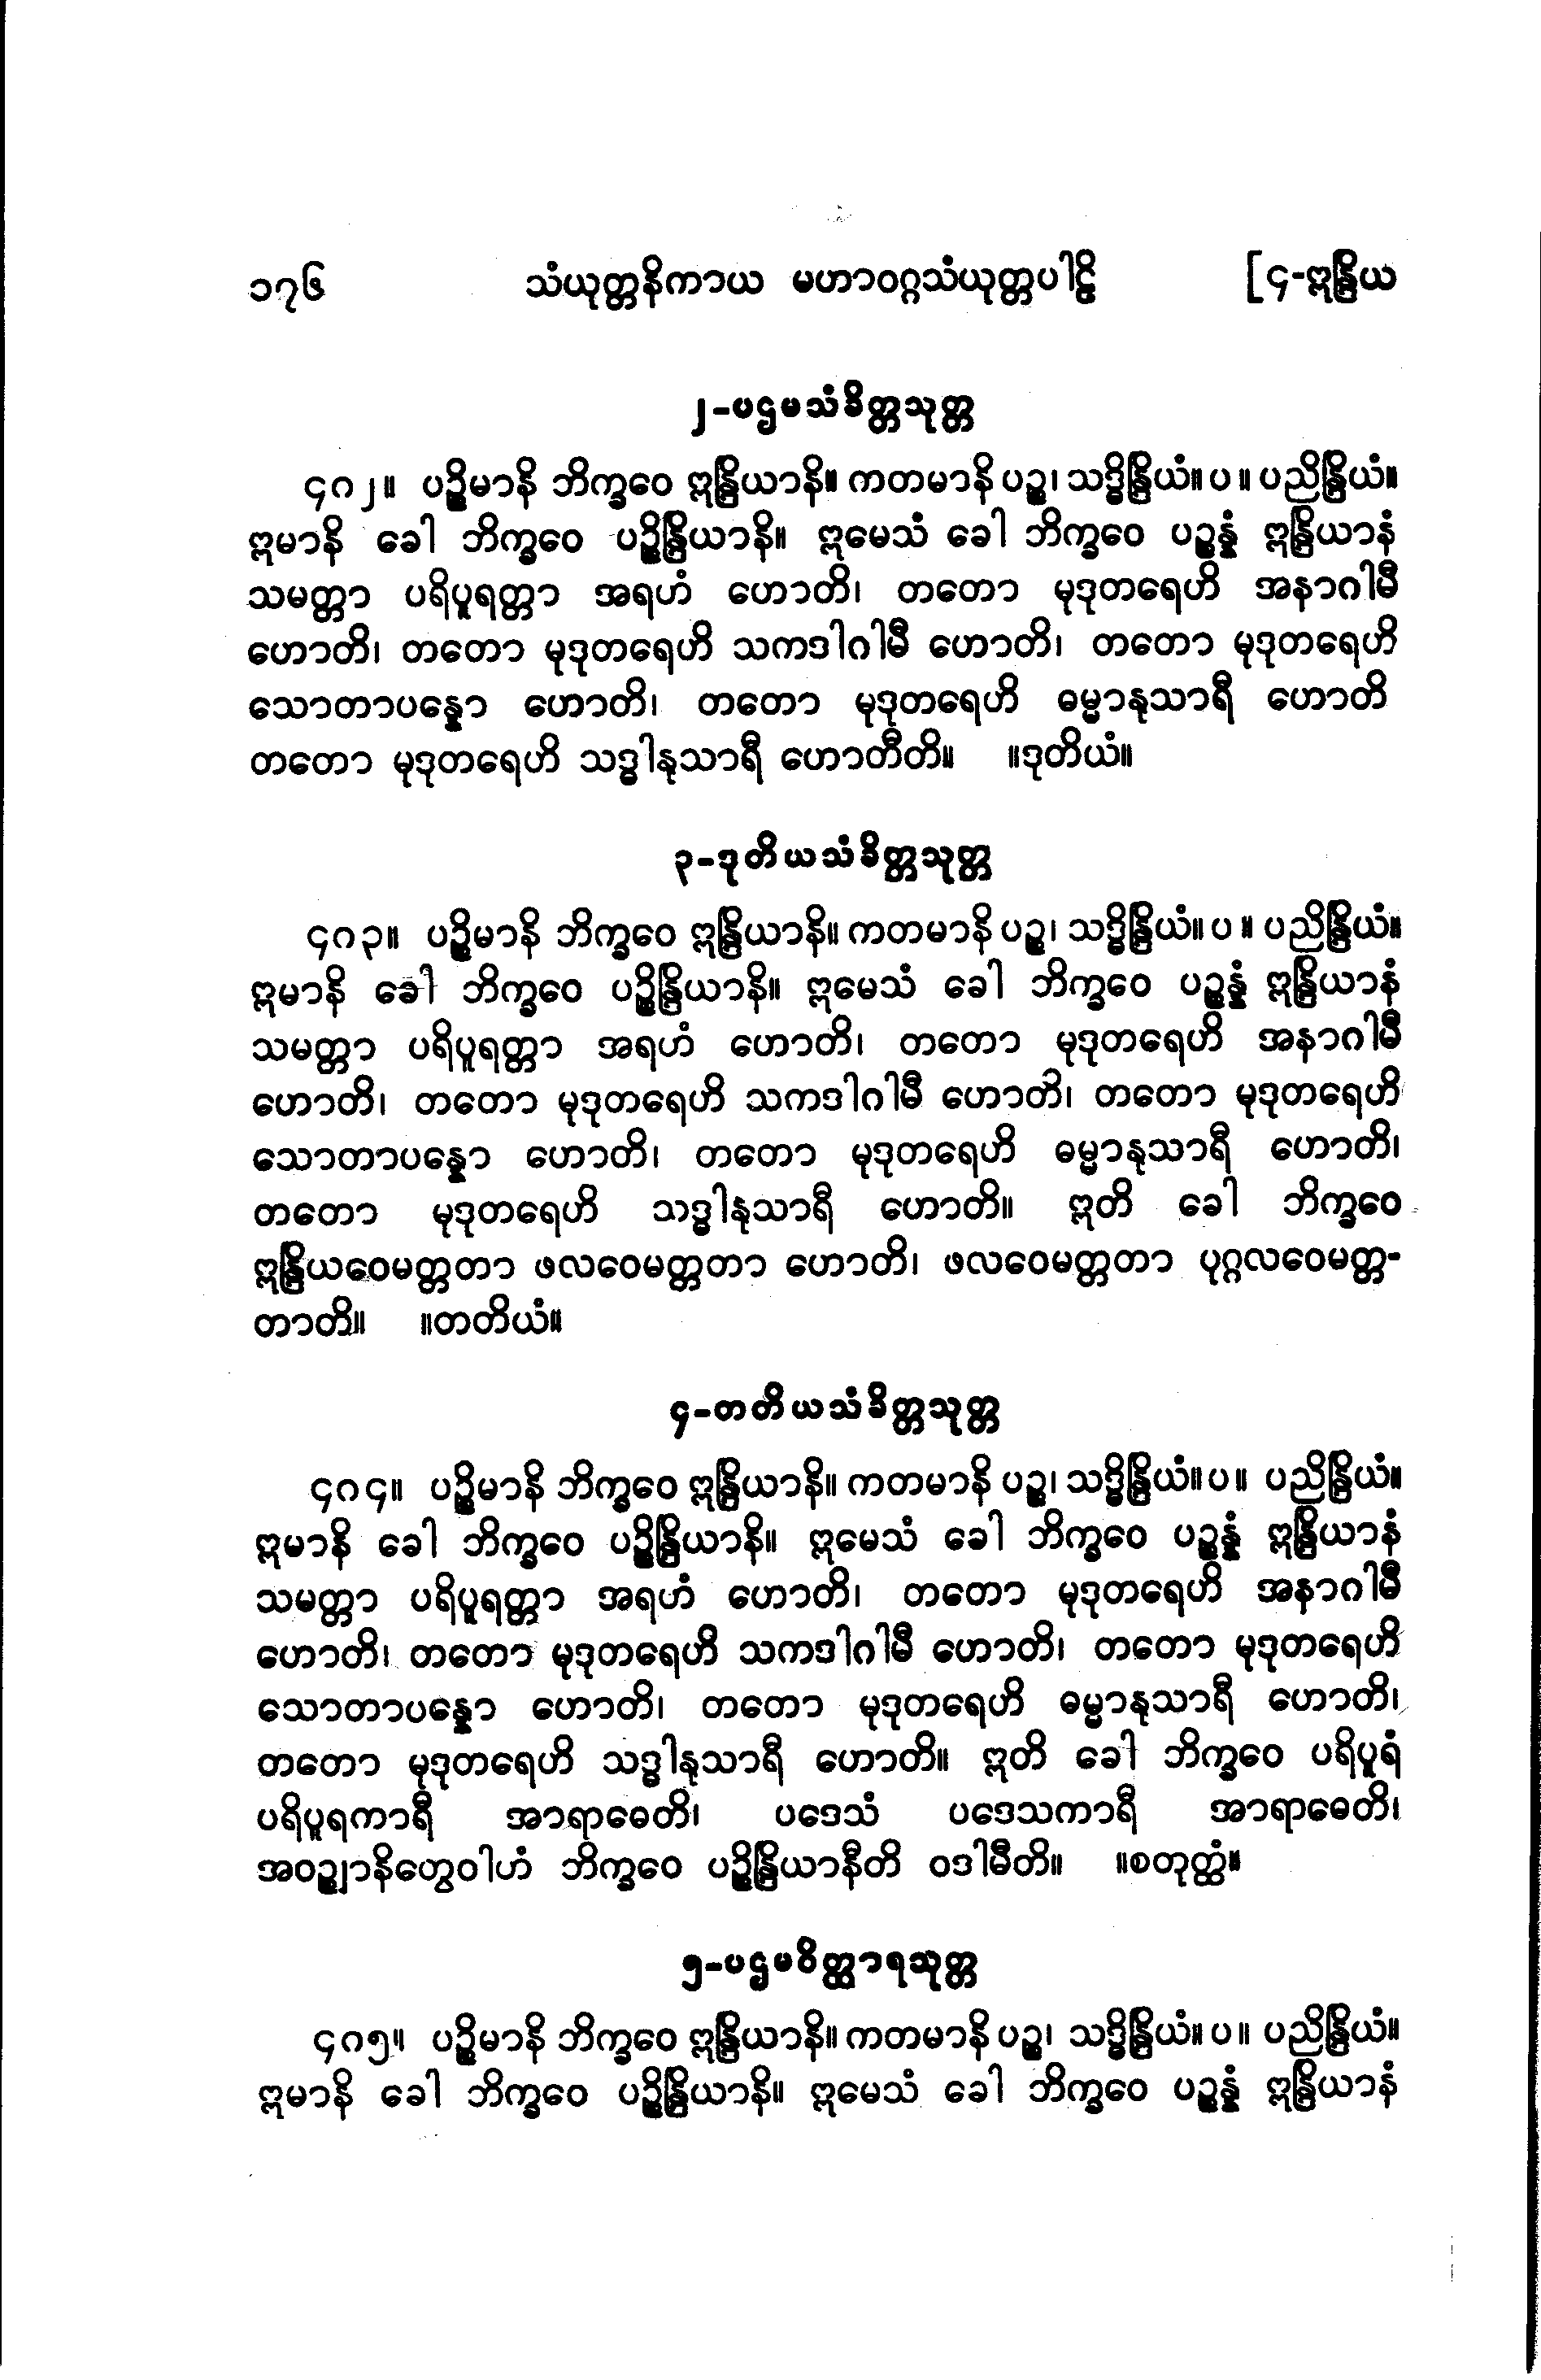 ၁၇၆ သံယုတ္တနိကာယ မဟာဝဂ္ဂသံယုတ္တပါဠိ [၄-ဣန္ဒြိယ
၂-ပဌမသံခိတ္တသုတ္တ
၄ဂ၂။ ပဉ္စိမာနိ ဘိက္ခဝေ ဣန္ဒြိယာနိ။ ကတမာနိ ပဉ္စ၊ သဒ္ဓိန္ဒြိယံ။ ပ ။ ပညိန္ဒြိယံ။
ဣမာနိ ခေါ ဘိက္ခဝေ ပဉ္စိန္ဒြိယာနိ။ ဣမေသံ ခေါ ဘိက္ခဝေ ပဉ္စန္နံ ဣန္ဒြိယာနံ
သမတ္တာ ပရိပူရတ္တာ အရဟံ ဟောတိ၊ တတော မုဒုတရေဟိ အနာဂါမီ
ဟောတိ၊ တတော မုဒုတရေဟိ သကဒါဂါမီ ဟောတိ၊ တတော မုဒုတရေဟိ
သောတာပန္နော ဟောတိ၊ တတော မုဒုတရေဟိ ဓမ္မာနုသာရီ ဟောတိ
တတော မုဒုတရေဟိ သဒ္ဓါနုသာရီ ဟောတီတိ။ ။ဒုတိယံ။
၃-ဒုတိယသံခိတ္တသုတ္တ
၄ဂ၃။ ပဉ္စိမာနိ ဘိက္ခဝေ ဣန္ဒြိယာနိ။ ကတမာနိ ပဉ္စ၊ သဒ္ဓိန္ဒြိယံ။ ပ ။ ပညိန္ဒြိယံ။
ဣမာနိ ခေါ ဘိက္ခဝေ ပဉ္စိန္ဒြိယာနိ။ ဣမေသံ ခေါ ဘိက္ခဝေ ပဉ္စန္နံ ဣန္ဒြိယာနံ
သမတ္တာ ပရိပူရတ္တာ အရဟံ ဟောတိ၊ တတော မုဒုတရေဟိ အနာဂါမီ
ဟောတိ၊ တတော မုဒုတရေဟိ သကဒါဂါမီ ဟောတိ၊ တတော မုဒုတရေဟိ
သောတာပန္နော ဟောတိ၊ တတော မုဒုတရေဟိ ဓမ္မာနုသာရီ ဟောတိ၊
တတော မုဒုတရေဟိ သဒ္ဓါနုသာရီ ဟောတိ။ ဣတိ ခေါ ဘိက္ခဝေ
ဣန္ဒြိယဝေမတ္တတာ ဖလဝေမတ္တတာ ဟောတိ၊ ဖလဝေမတ္တတာ ပုဂ္ဂလဝေမတ္တ-
တာတိ။ ။တတိယံ။
၄-တတိယသံခိတ္တသုတ္တ
၄ဂ၄။ ပဉ္စိမာနိ ဘိက္ခဝေ ဣန္ဒြိယာနိ။ ကတမာနိ ပဉ္စ၊ သဒ္ဓိန္ဒြိယံ။ ပ ။ ပညိန္ဒြိယံ။
ဣမာနိ ခေါ ဘိက္ခဝေ ပဉ္စိန္ဒြိယာနိ။ ဣမေသံ ခေါ ဘိက္ခဝေ ပဉ္စန္နံ ဣန္ဒြိယာနံ
သမတ္တာ ပရိပူရတ္တာ အရဟံ ဟောတိ၊ တတော မုဒုတရေဟိ အနာဂါမီ
ဟောတိ၊ တတော မုဒုတရေဟိ သကဒါဂါမီ ဟောတိ၊ တတော မုဒုတရေဟိ
သောတာပန္နော ဟောတိ၊ တတော မုဒုတရေဟိ ဓမ္မာနုသာရီ ဟောတိ၊
တတော မုဒုတရေဟိ သဒ္ဓါနုသာရီ ဟောတိ။ ဣတိ ခေါ ဘိက္ခဝေ ပရိပူရံ
ပရိပူရကာရီ အာရာဓေတိ၊ ပဒေသံ ပဒေသကာရီ အာရာဓေတိ၊
အဝဉ္ဈာနိတွေဝါဟံ ဘိက္ခဝေ ပဉ္စိန္ဒြိယာနီတိ ဝဒါမီတိ။ ။စတုတ္ထံ။
၅-ပဌမဝိတ္ထာရသုတ္တ
၄ဂ၅။ ပဉ္စိမာနိ ဘိက္ခဝေ ဣန္ဒြိယာနိ။ ကတမာနိ ပဉ္စ၊ သဒ္ဓိန္ဒြိယံ။ ပ ။ ပညိန္ဒြိယံ။
ဣမာနိ ခေါ ဘိက္ခဝေ ပဉ္စိန္ဒြိယာနိ။ ဣမေသံ ခေါ ဘိက္ခဝေ ပဉ္စန္နံ ဣန္ဒြိယာနံ